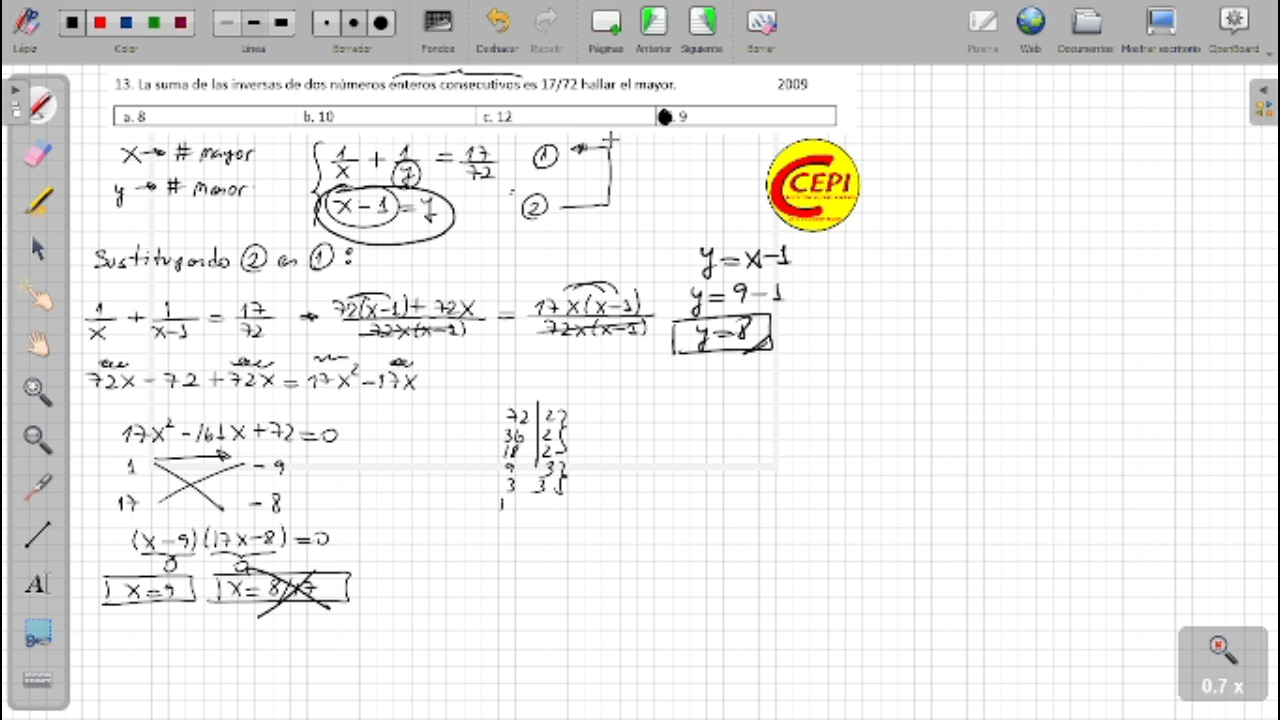 Lápiz Color Línea Borrador Fondos Deshacer Repetir Páginas Anterior Siguiente Borrar Pizarra Web Documentos Mostrar escritorio OpenBoard
13. La suma de las inversas de dos números enteros consecutivos es 17/72 hallar el mayor. 2009
a. 8 b. 10 c. 12 . 9
x → # mayor
y → # menor
1/x + 1/y = 17/72 ①
x - 1 = y ②
CEPI
Sustituyendo ② en ① :
y = x - 1
y = 9 - 1
y = 8
1/x + 1/(x-1) = 17/72 → (72(x-1) + 72x)/(72x(x-1)) = (17x(x-1))/(72x(x-1))
72x - 72 + 72x = 17x² - 17x
17x² - 161x + 72 = 0
1 - 9
17 - 8
72 | 2
36 | 2
18 | 2
9 3
3 3
1
(x-9)(17x-8) = 0
0 0
x = 9 x = 8/17
0.7 x